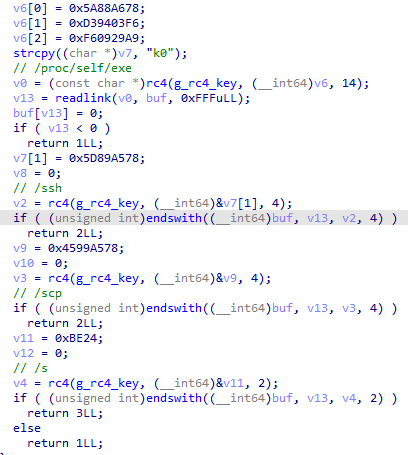 v6[0] = 0x5A88A678;
v6[1] = 0xD39403F6;
v6[2] = 0xF60929A9;
strcpy((char *)v7, "k0");
// /proc/self/exe
v0 = (const char *)rc4(g_rc4_key, (__int64)v6, 14);
v13 = readlink(v0, buf, 0xFFFuLL);
buf[v13] = 0;
if ( v13 < 0 )
return 1LL;
v7[1] = 0x5D89A578;
v8 = 0;
// /ssh
v2 = rc4(g_rc4_key, (__int64)&v7[1], 4);
if ( (unsigned int)endswith((__int64)buf, v13, v2, 4) )
return 2LL;
v9 = 0x4599A578;
v10 = 0;
v3 = rc4(g_rc4_key, (__int64)&v9, 4);
// /scp
if ( (unsigned int)endswith((__int64)buf, v13, v3, 4) )
return 2LL;
v11 = 0xBE24;
v12 = 0;
// /s
v4 = rc4(g_rc4_key, (__int64)&v11, 2);
if ( (unsigned int)endswith((__int64)buf, v13, v4, 2) )
return 3LL;
else
return 1LL;